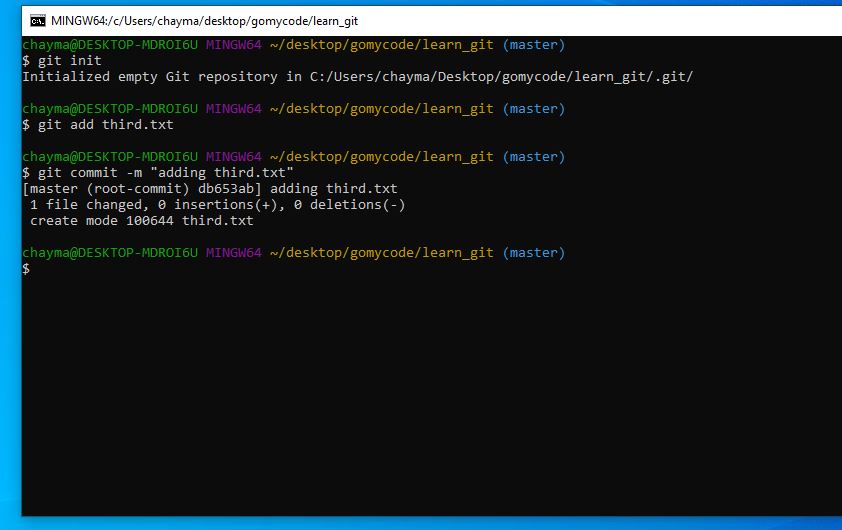 MINGW64:/c/Users/chayma/desktop/gomycode/learn_git
chayma@DESKTOP-MDROI6U MINGW64 ~/desktop/gomycode/learn_git (master)
$ git init
Initialized empty Git repository in C:/Users/chayma/Desktop/gomycode/learn_git/.git/
chayma@DESKTOP-MDROI6U MINGW64 ~/desktop/gomycode/learn_git (master)
$ git add third.txt
chayma@DESKTOP-MDROI6U MINGW64 ~/desktop/gomycode/learn_git (master)
$ git commit -m "adding third.txt"
[master (root-commit) db653ab] adding third.txt
 1 file changed, 0 insertions(+), 0 deletions(-)
 create mode 100644 third.txt
chayma@DESKTOP-MDROI6U MINGW64 ~/desktop/gomycode/learn_git (master)
$